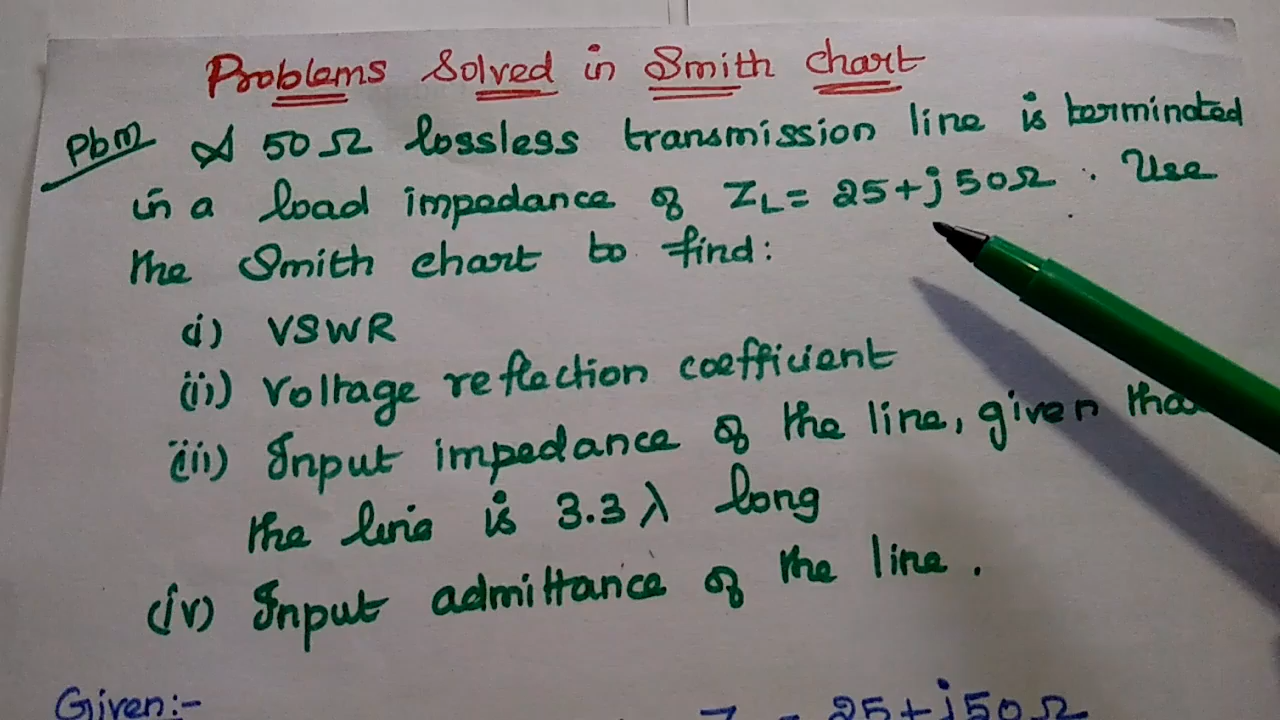 Problems Solved in Smith chart
Pbm A 50Ω lossless transmission line is terminated
in a load impedance of ZL = 25+j50Ω. Use
the Smith chart to find:
(i) VSWR
(ii) Voltage reflection coefficient
(iii) Input impedance of the line, given that
the line is 3.3λ long
(iv) Input admittance of the line.
Given:- 25+j50Ω